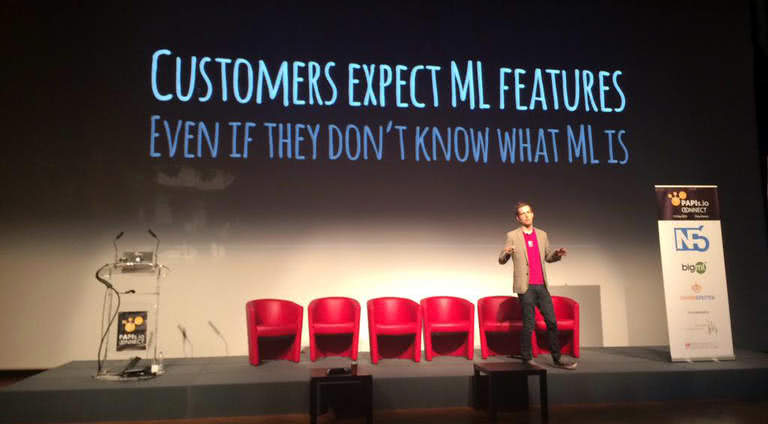 CUSTOMERS EXPECT ML FEATURES
EVEN IF THEY DON'T KNOW WHAT ML IS
PAPIs.io
CONNECT
N5
bigml
PAPIs.io
CONNECT